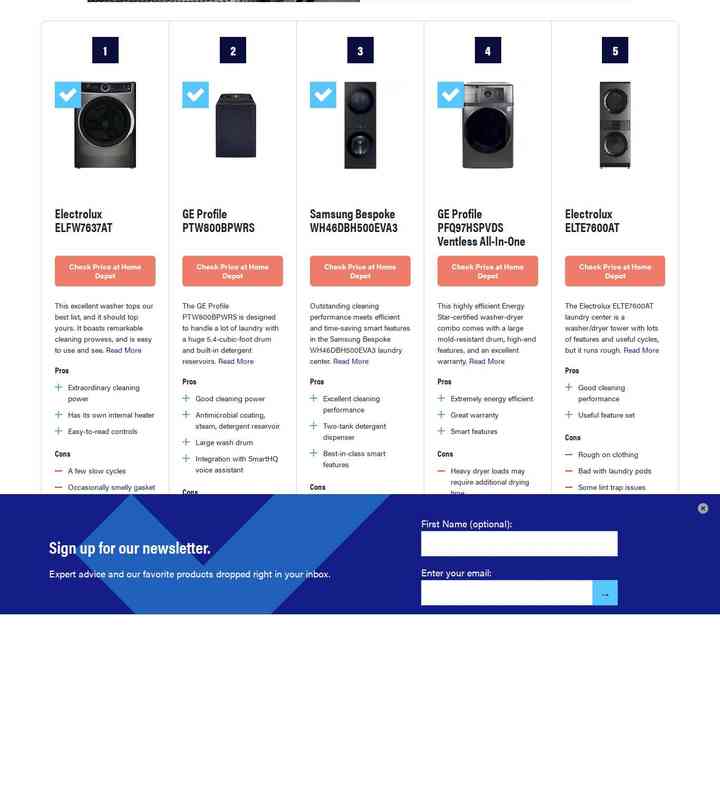 1
Electrolux
ELFW7637AT
Check Price at Home
Depot
This excellent washer tops our
best list, and it should top
yours. It boasts remarkable
cleaning prowess, and is easy
to use and see. Read More
Pros
Extraordinary cleaning
power
Has its own internal heater
Easy-to-read controls
Cons
A few slow cycles
Occasionally smelly gasket
2
GE Profile
PTW800BPWRS
Check Price at Home
Depot
The GE Profile
PTW800BPWRS is designed
to handle a lot of laundry with
a huge 5.4-cubic-foot drum
and built-in detergent
reservoirs. Read More
Pros
Good cleaning power
Antimicrobial coating,
steam, detergent reservoir
Large wash drum
Integration with SmartHQ
voice assistant
Cons
3
Samsung Bespoke
WH46DBH500EVA3
Check Price at Home
Depot
Outstanding cleaning
performance meets efficient
and time-saving smart features
in the Samsung Bespoke
WH46DBH500EVA3 laundry
center. Read More
Pros
Excellent cleaning
performance
Two-tank detergent
dispenser
Best-in-class smart
features
Cons
4
GE Profile
PFQ97HSPVDS
Ventless All-In-One
Check Price at Home
Depot
This highly efficient Energy
Star-certified washer-dryer
combo comes with a large
mold-resistant drum, high-end
features, and an excellent
warranty. Read More
Pros
Extremely energy efficient
Great warranty
Smart features
Cons
Heavy dryer loads may
require additional drying
time
5
Electrolux
ELTE7600AT
Check Price at Home
Depot
The Electrolux ELTE7600AT
laundry center is a
washer/dryer tower with lots
of features and useful cycles,
but it runs rough. Read More
Pros
Good cleaning
performance
Useful feature set
Cons
Rough on clothing
Bad with laundry pods
Some lint trap issues
Sign up for our newsletter.
Expert advice and our favorite products dropped right in your inbox.
First Name (optional):
Enter your email:
→